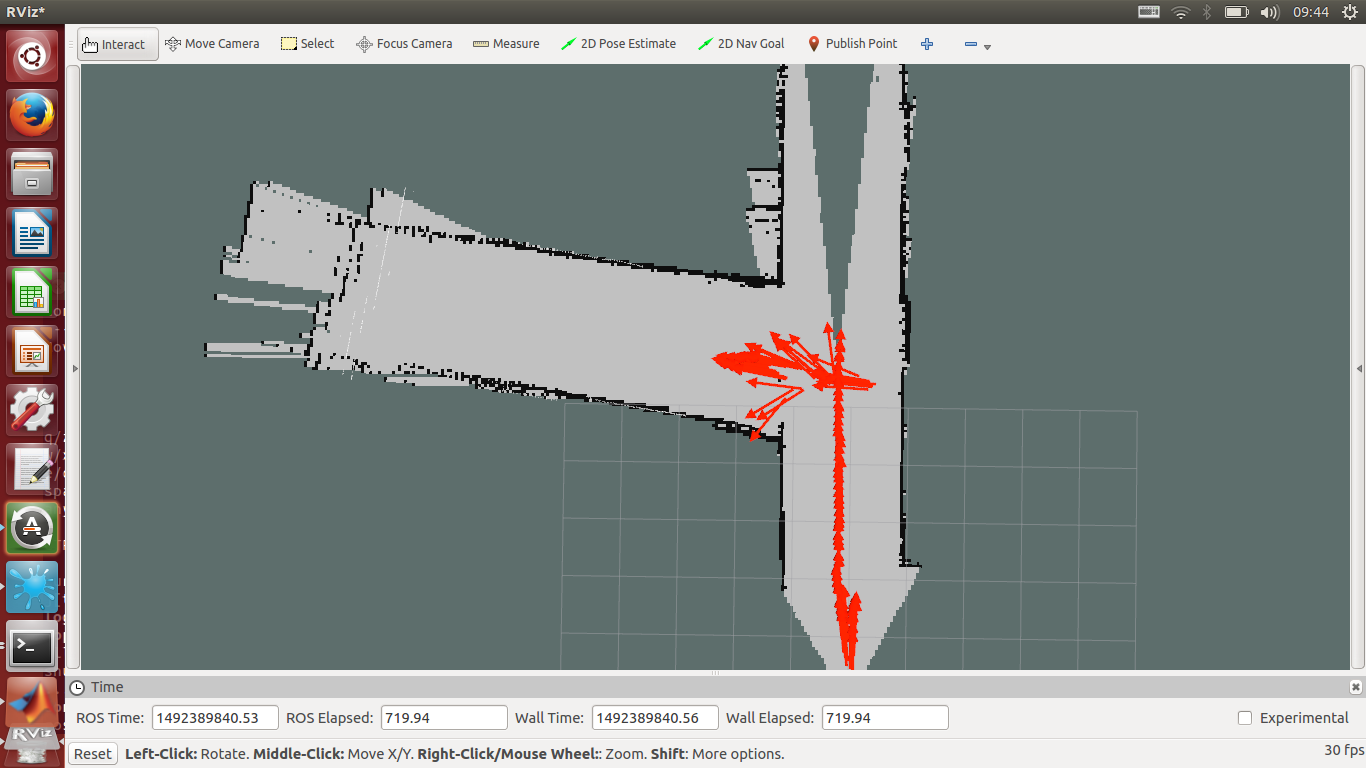 RViz*
09:44
Interact Move Camera Select Focus Camera Measure 2D Pose Estimate 2D Nav Goal Publish Point
Time
ROS Time: 1492389840.53 ROS Elapsed: 719.94 Wall Time: 1492389840.56 Wall Elapsed: 719.94 Experimental
Reset Left-Click: Rotate. Middle-Click: Move X/Y. Right-Click/Mouse Wheel:: Zoom. Shift: More options. 30 fps
RViz